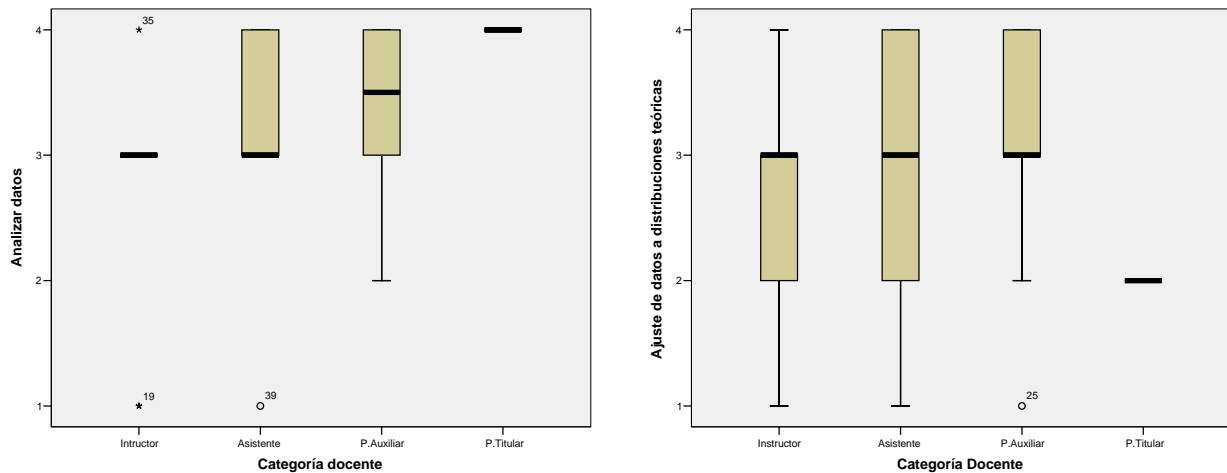 Analizar datos
4
3
2
1
35
19
39
Intructor
Asistente
P.Auxiliar
P.Titular
Categoría docente
Ajuste de datos a distribuciones teóricas
4
3
2
1
25
Instructor
Asistente
P.Auxiliar
P.Titular
Categoría Docente